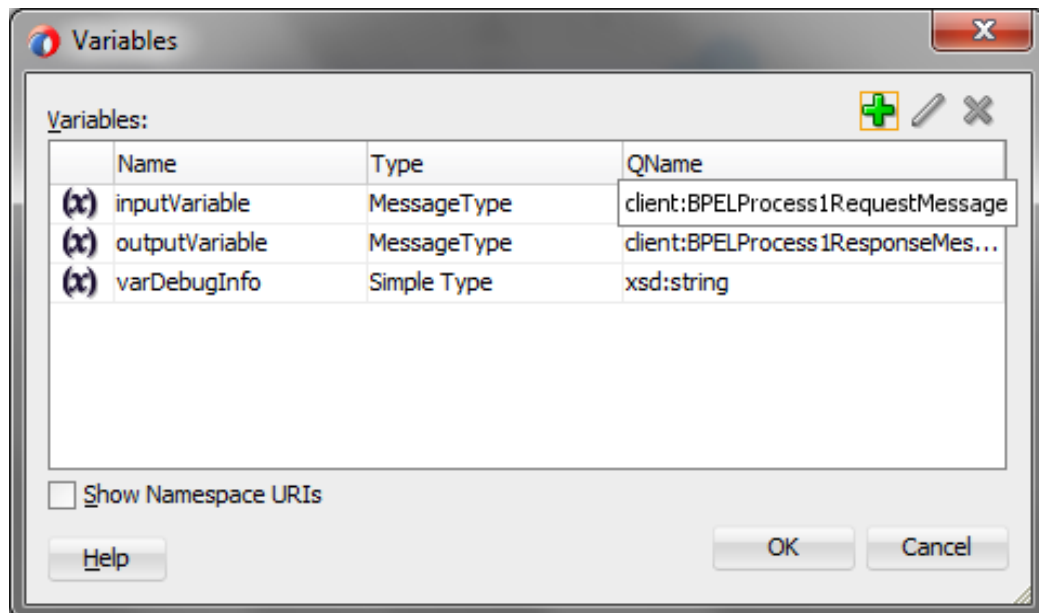 Variables
x
Variables:
Name Type QName
(x) inputVariable MessageType client:BPELProcess1RequestMessage
(x) outputVariable MessageType client:BPELProcess1ResponseMes...
(x) varDebugInfo Simple Type xsd:string
Show Namespace URIs
Help OK Cancel